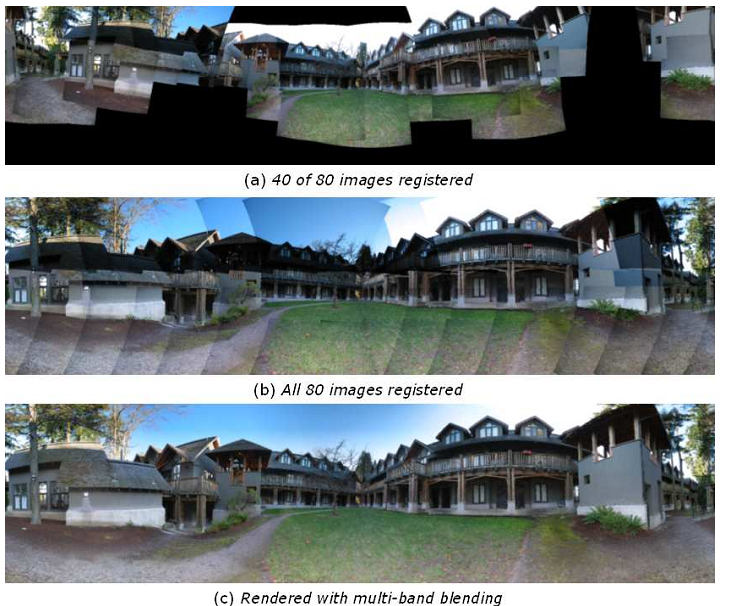 (a) 40 of 80 images registered
(b) All 80 images registered
(c) Rendered with multi-band blending